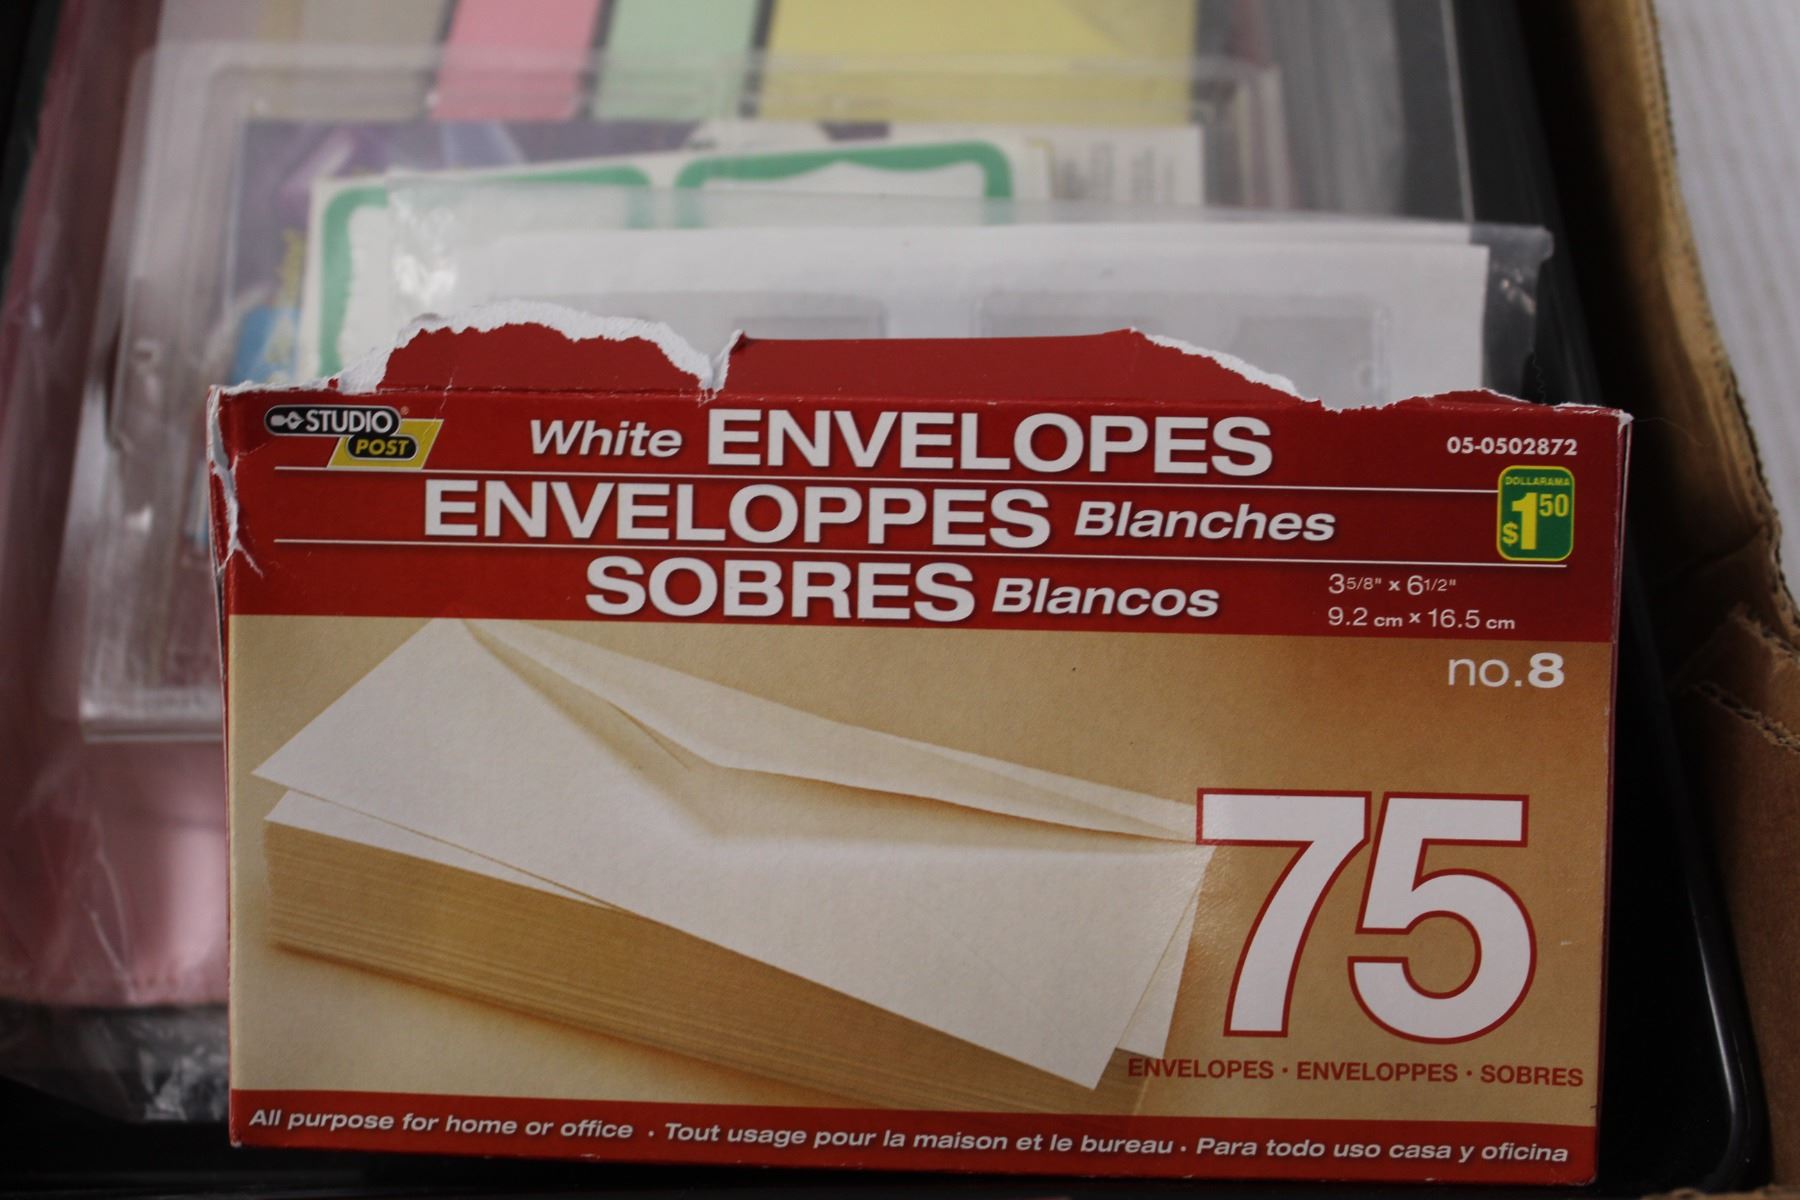 STUDIO®
POST
White ENVELOPES
05-0502872
ENVELOPPES Blanches
DOLLARAMA
$1.50
SOBRES Blancos
3 5/8" x 6 1/2"
9.2 cm x 16.5 cm
no.8
75
ENVELOPES · ENVELOPPES · SOBRES
All purpose for home or office · Tout usage pour la maison et le bureau · Para todo uso casa y oficina